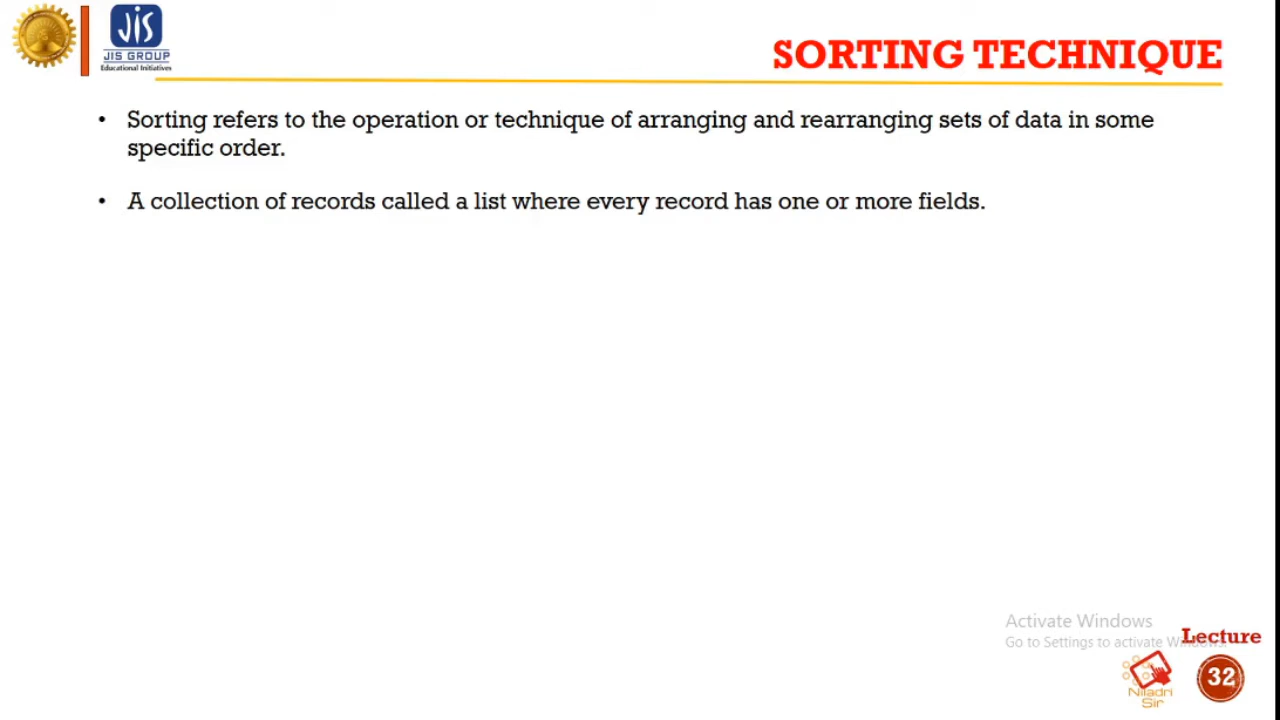 JIS
JIS GROUP
Educational Initiatives
SORTING TECHNIQUE
• Sorting refers to the operation or technique of arranging and rearranging sets of data in some
specific order.
• A collection of records called a list where every record has one or more fields.
Activate Windows
Go to Settings to activate Windows.
Lecture
32
Niladri
Sir